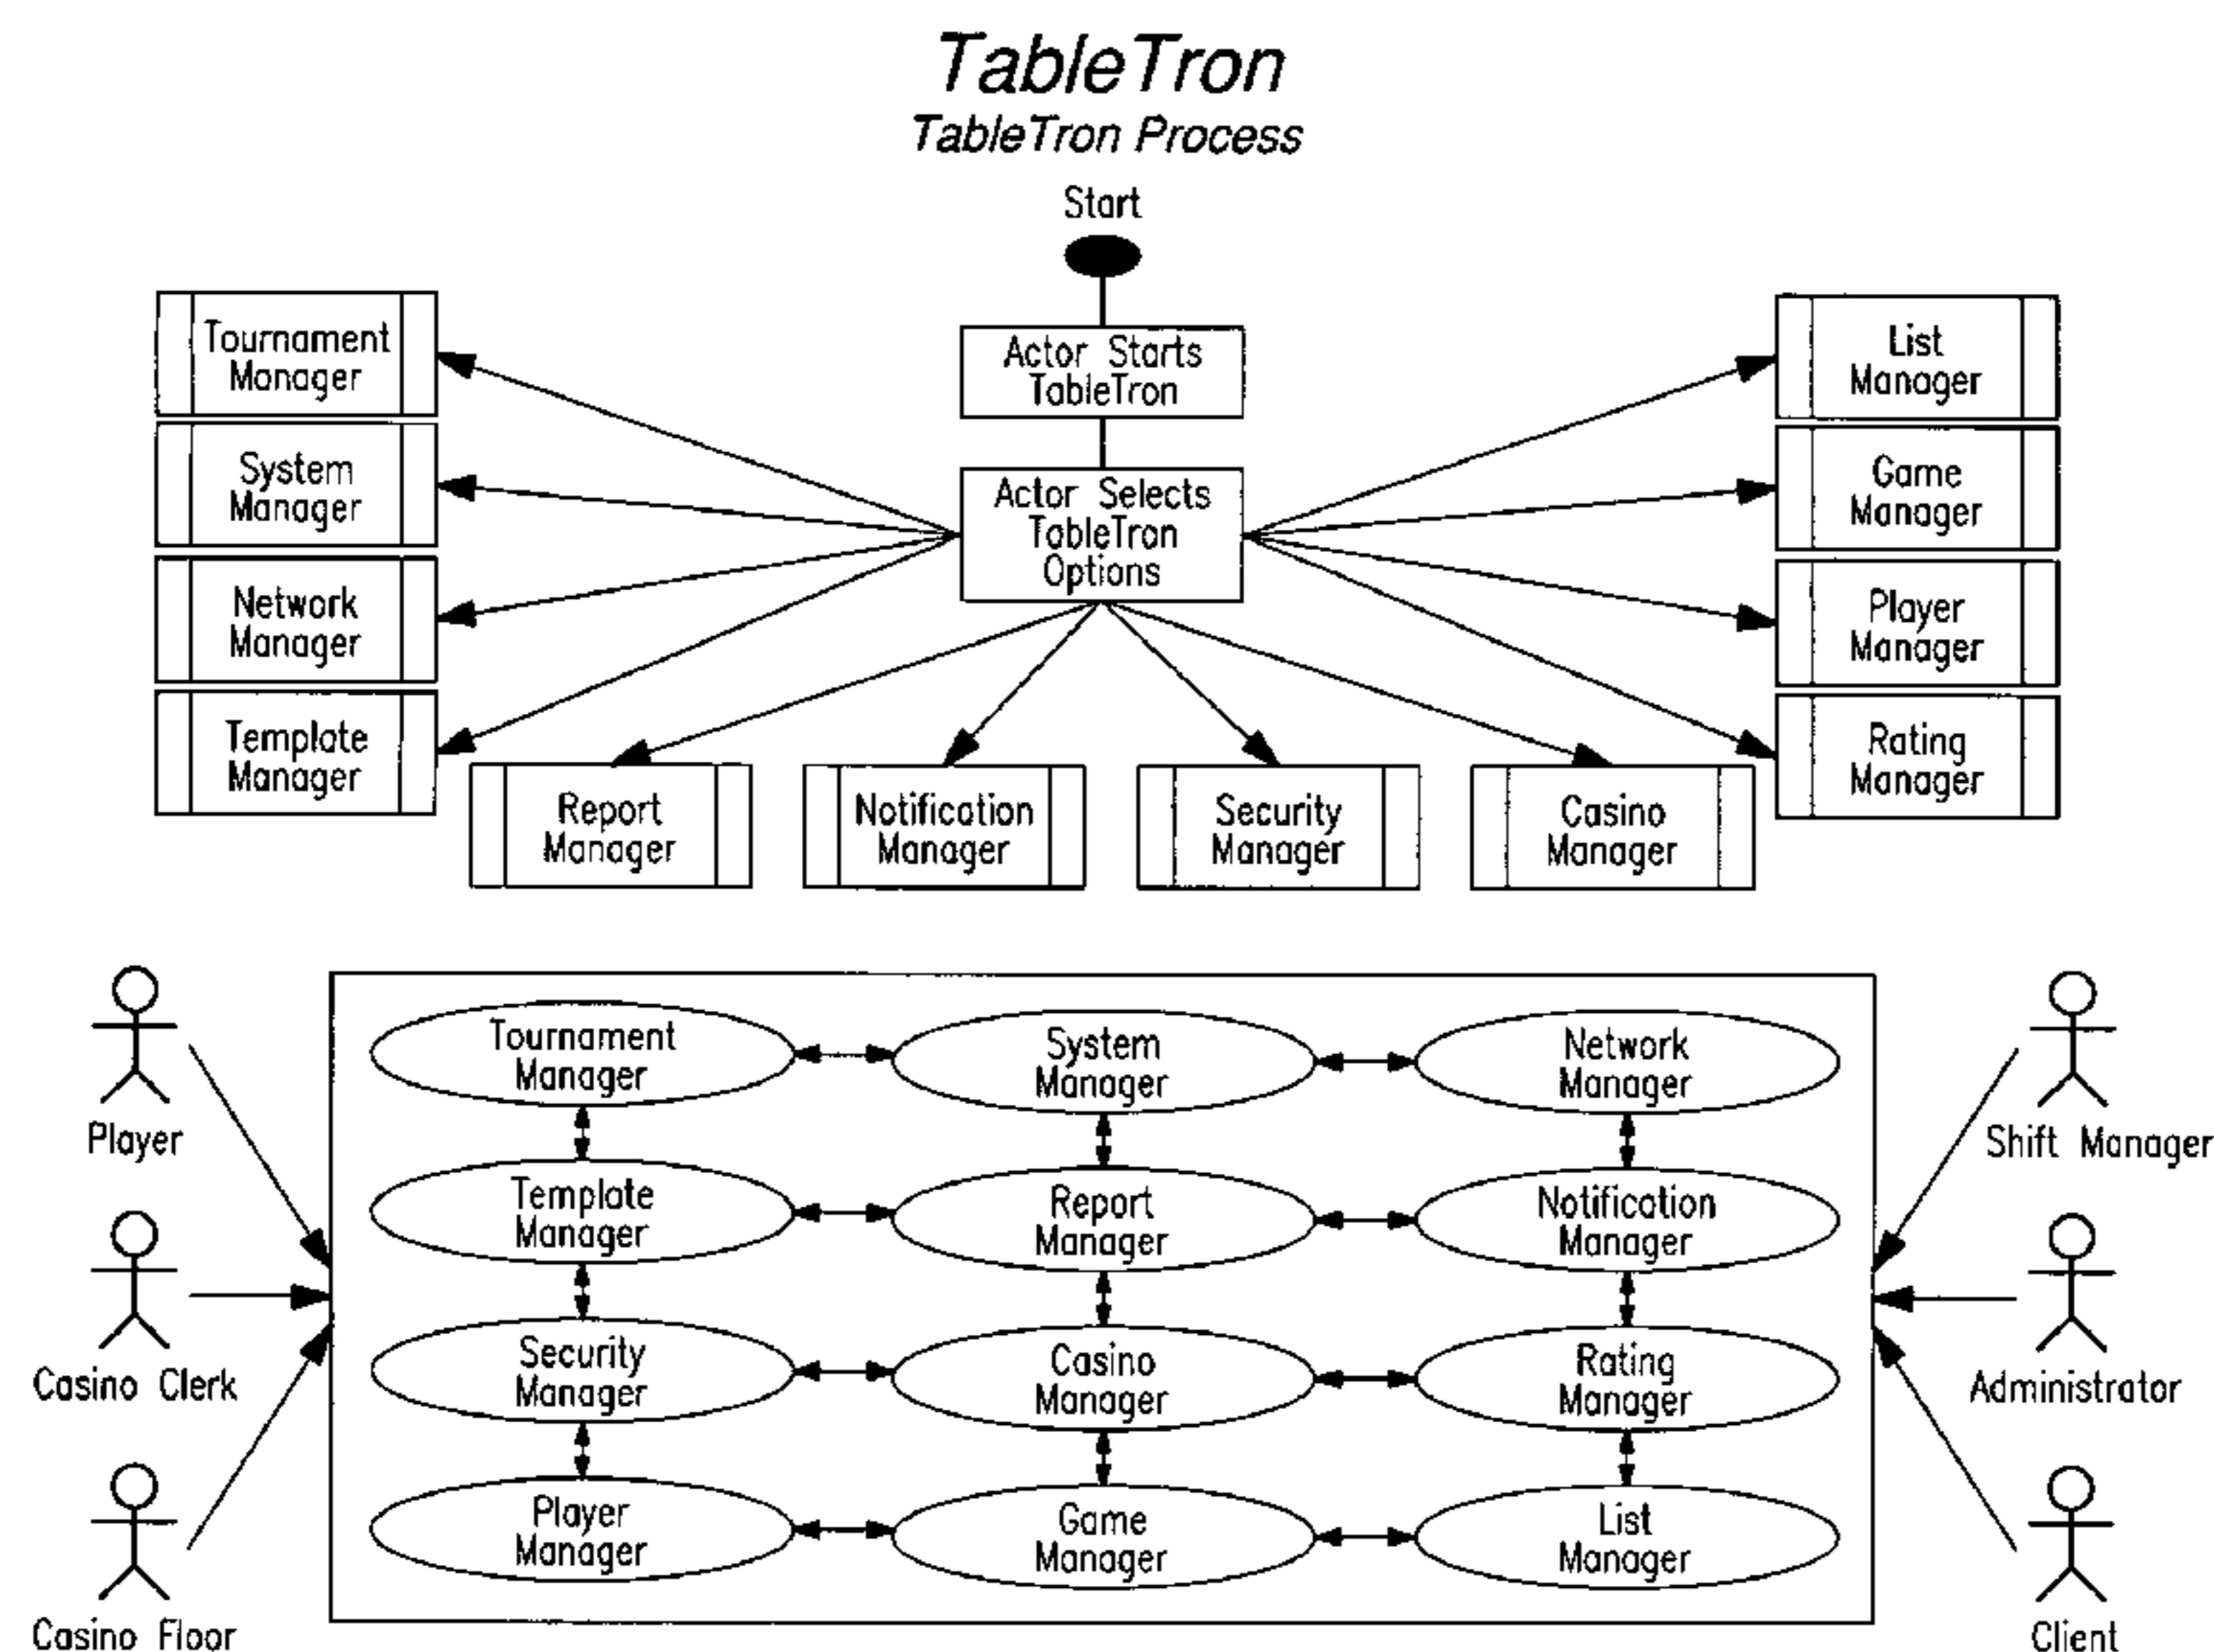 TableTron
TableTron Process
Start
Actor Starts
TableTron
Actor Selects
TableTron
Options
Tournament
Manager
System
Manager
Network
Manager
Template
Manager
Report
Manager
Notification
Manager
Security
Manager
Casino
Manager
List
Manager
Game
Manager
Player
Manager
Rating
Manager
Player
Casino Clerk
Casino Floor
Tournament
Manager
System
Manager
Network
Manager
Template
Manager
Report
Manager
Notification
Manager
Security
Manager
Casino
Manager
Rating
Manager
Player
Manager
Game
Manager
List
Manager
Shift Manager
Administrator
Client